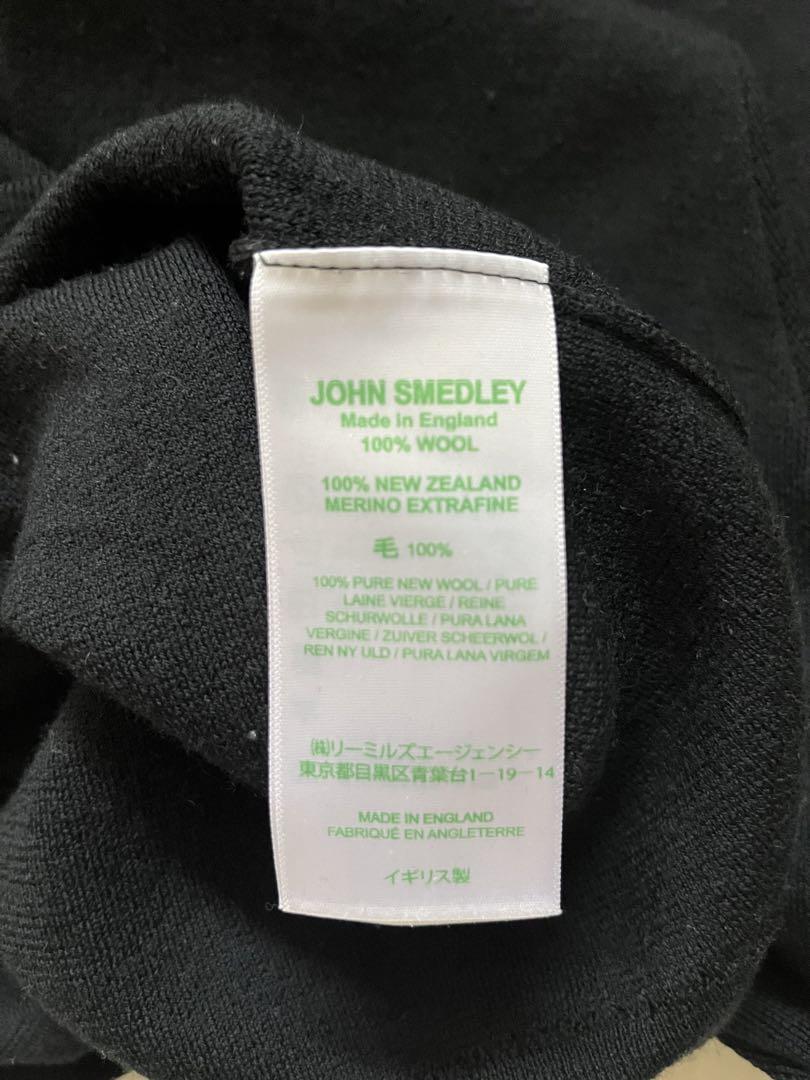 JOHN SMEDLEY
Made in England
100% WOOL
100% NEW ZEALAND
MERINO EXTRAFINE
毛 100%
100% PURE NEW WOOL / PURE
LAINE VIERGE / REINE
SCHURWOLLE / PURA LANA
VERGINE / ZUIVER SCHEERWOL /
REN NY ULD / PURA LANA VIRGEM
㈱リーミルズエージェンシー
東京都目黒区青葉台1-19-14
MADE IN ENGLAND
FABRIQUÉ EN ANGLETERRE
イギリス製